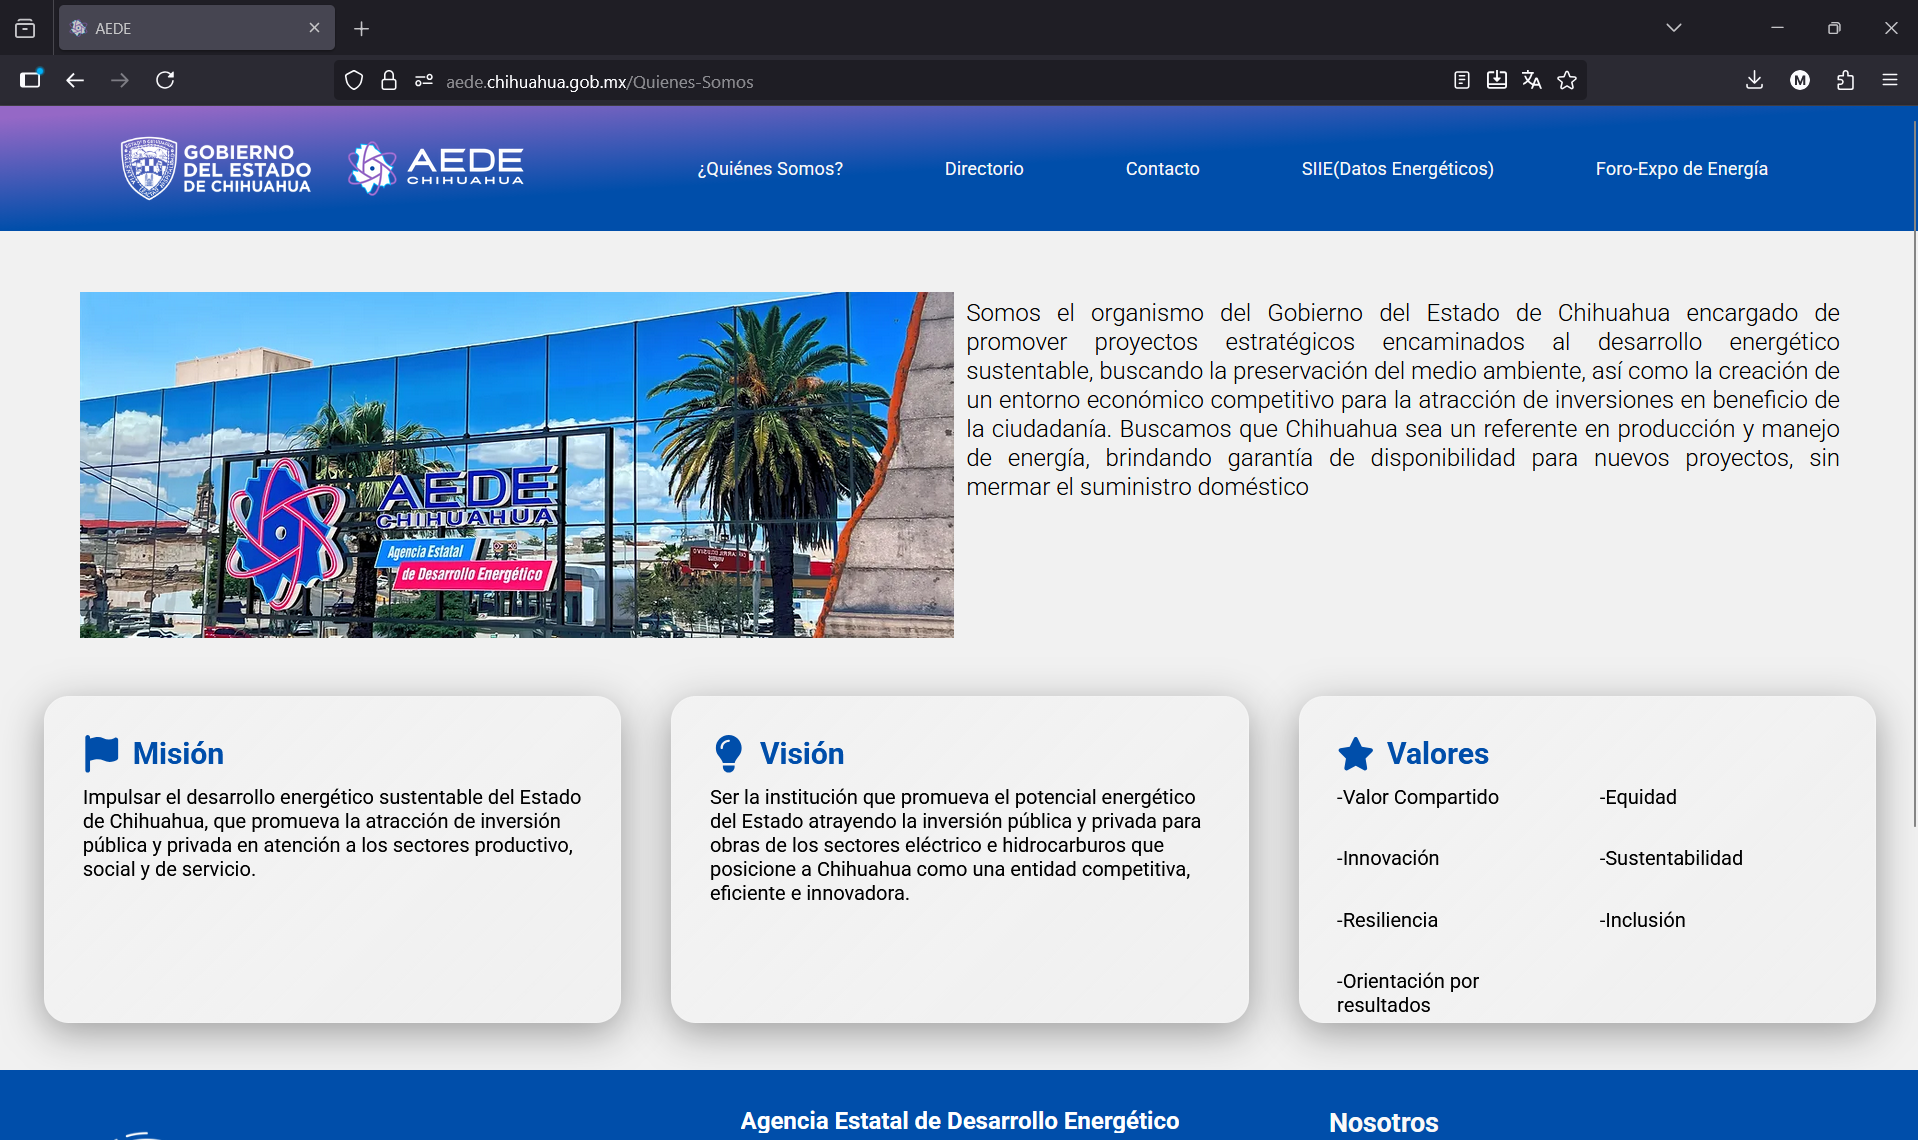 AEDE
aede.chihuahua.gob.mx/Quienes-Somos
GOBIERNO
DEL ESTADO
DE CHIHUAHUA
AEDE
CHIHUAHUA
¿Quiénes Somos?
Directorio
Contacto
SIIE(Datos Energéticos)
Foro-Expo de Energía
AEDE
CHIHUAHUA
Agencia Estatal
de Desarrollo Energético
Somos el organismo del Gobierno del Estado de Chihuahua encargado de
promover proyectos estratégicos encaminados al desarrollo energético
sustentable, buscando la preservación del medio ambiente, así como la creación de
un entorno económico competitivo para la atracción de inversiones en beneficio de
la ciudadanía. Buscamos que Chihuahua sea un referente en producción y manejo
de energía, brindando garantía de disponibilidad para nuevos proyectos, sin
mermar el suministro doméstico
Misión
Impulsar el desarrollo energético sustentable del Estado
de Chihuahua, que promueva la atracción de inversión
pública y privada en atención a los sectores productivo,
social y de servicio.
Visión
Ser la institución que promueva el potencial energético
del Estado atrayendo la inversión pública y privada para
obras de los sectores eléctrico e hidrocarburos que
posicione a Chihuahua como una entidad competitiva,
eficiente e innovadora.
Valores
-Valor Compartido
-Equidad
-Innovación
-Sustentabilidad
-Resiliencia
-Inclusión
-Orientación por
resultados
Agencia Estatal de Desarrollo Energético
Nosotros